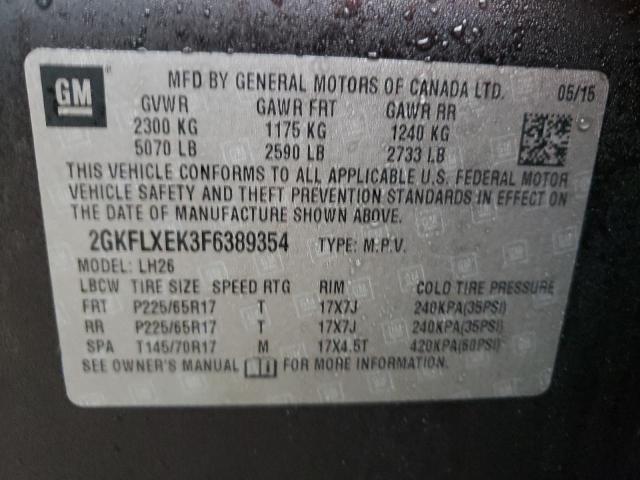 GM
MFD BY GENERAL MOTORS OF CANADA LTD. 05/15
GVWR GAWR FRT GAWR RR
2300 KG 1175 KG 1240 KG
5070 LB 2590 LB 2733 LB
THIS VEHICLE CONFORMS TO ALL APPLICABLE U.S. FEDERAL MOTOR
VEHICLE SAFETY AND THEFT PREVENTION STANDARDS IN EFFECT ON
THE DATE OF MANUFACTURE SHOWN ABOVE.
2GKFLXEK3F6389354 TYPE: M.P.V.
MODEL: LH26
LBCW TIRE SIZE SPEED RTG RIM COLD TIRE PRESSURE
FRT P225/65R17 T 17X7J 240KPA(35PSI)
RR P225/65R17 T 17X7J 240KPA(35PSI)
SPA T145/70R17 M 17X4.5T 420KPA(60PSI)
SEE OWNER'S MANUAL FOR MORE INFORMATION.